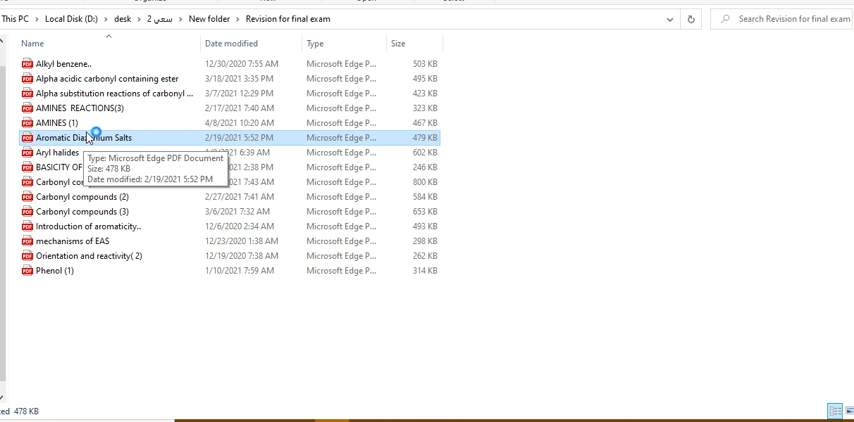 This PC › Local Disk (D:) › desk › سعي 2 › New folder › Revision for final exam
Search Revision for final exam
Name Date modified Type Size
Alkyl benzene.. 12/30/2020 7:55 AM Microsoft Edge P... 503 KB
Alpha acidic carbonyl containing ester 3/18/2021 3:35 PM Microsoft Edge P... 495 KB
Alpha substitution reactions of carbonyl ... 3/7/2021 12:29 PM Microsoft Edge P... 423 KB
AMINES REACTIONS(3) 2/17/2021 7:40 AM Microsoft Edge P... 323 KB
AMINES (1) 4/8/2021 10:20 AM Microsoft Edge P... 467 KB
Aromatic Salts 2/19/2021 5:52 PM Microsoft Edge P... 479 KB
Aryl halides 6:39 AM Microsoft Edge P... 602 KB
BASICITY OF 2:38 PM Microsoft Edge P... 246 KB
7:43 AM Microsoft Edge P... 800 KB
Type: Microsoft Edge PDF Document
Size: 478 KB
Date modified: 2/19/2021 5:52 PM
Carbonyl compounds (2) 2/27/2021 7:41 AM Microsoft Edge P... 584 KB
Carbonyl compounds (3) 3/6/2021 7:32 AM Microsoft Edge P... 653 KB
Introduction of aromaticity.. 12/6/2020 2:34 AM Microsoft Edge P... 493 KB
mechanisms of EAS 12/23/2020 1:38 AM Microsoft Edge P... 298 KB
Orientation and reactivity( 2) 12/19/2020 7:38 AM Microsoft Edge P... 262 KB
Phenol (1) 1/10/2021 7:59 AM Microsoft Edge P... 314 KB
478 KB